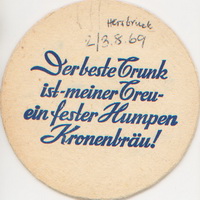 Hersbruck
2/3.8.69
Der beste Trunk
ist-meiner Treu-
ein fester Humpen
Kronenbräu!